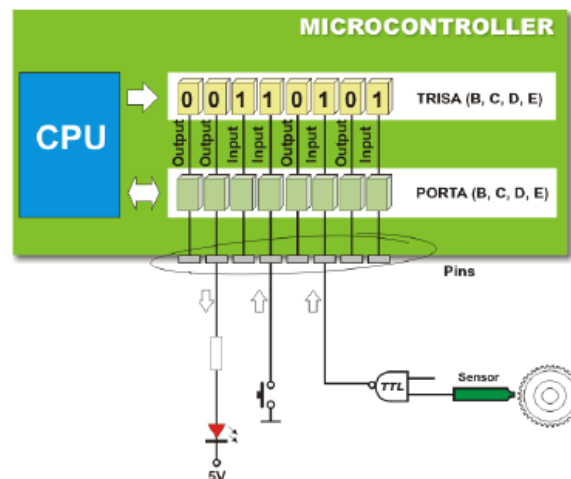 MICROCONTROLLER
CPU
0 0 1 1 0 1 0 1
TRISA (B, C, D, E)
Output Output Input Input Output Input Output Input
PORTA (B, C, D, E)
Pins
TTL
Sensor
5V